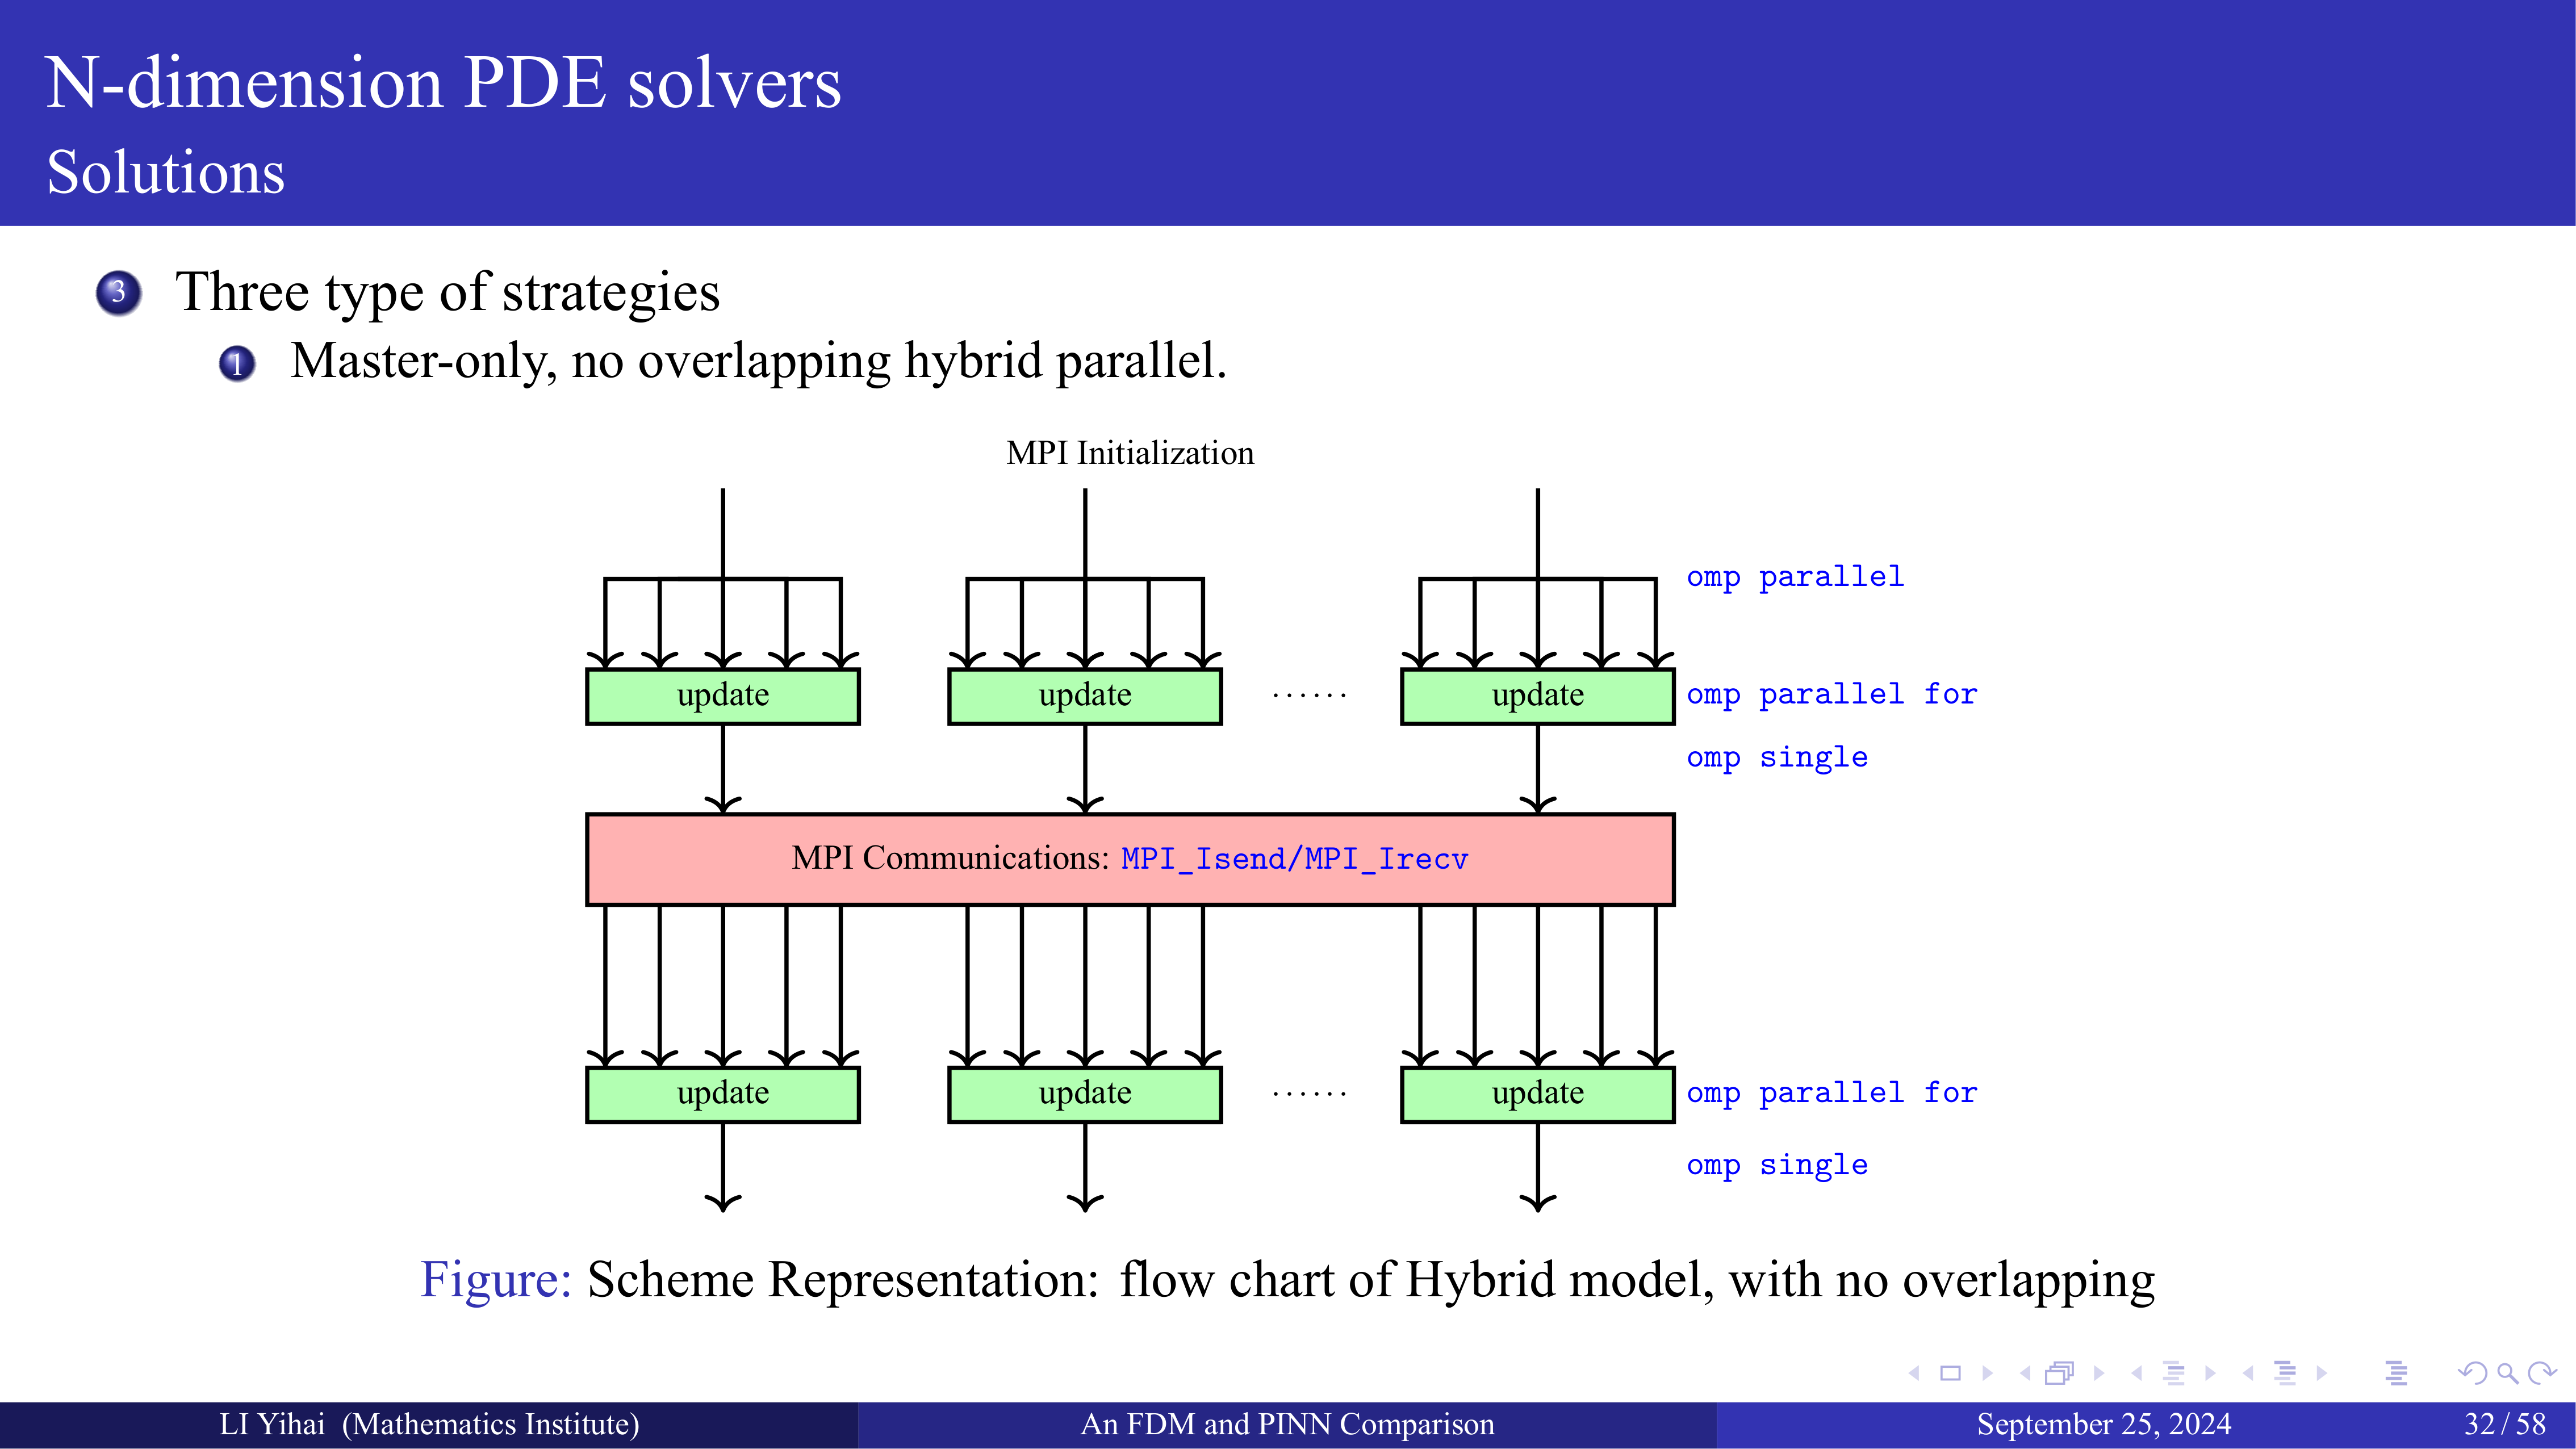 N-dimension PDE solvers
Solutions
3 Three type of strategies
1 Master-only, no overlapping hybrid parallel.
MPI Initialization
omp parallel
update update ...... update omp parallel for
omp single
MPI Communications: MPI_Isend/MPI_Irecv
update update ...... update omp parallel for
omp single
Figure: Scheme Representation: flow chart of Hybrid model, with no overlapping
LI Yihai (Mathematics Institute) An FDM and PINN Comparison September 25, 2024 32 / 58